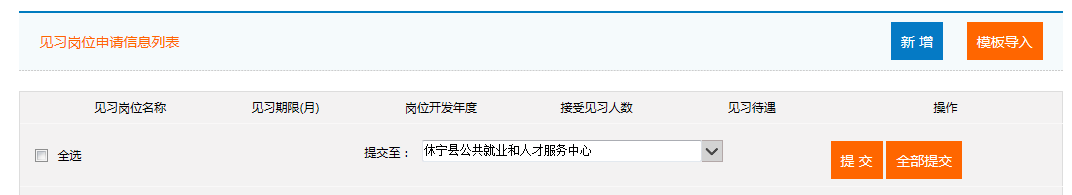 见习岗位申请信息列表 新 增 模板导入
见习岗位名称 见习期限(月) 岗位开发年度 接受见习人数 见习待遇 操作
全选 提交至： 休宁县公共就业和人才服务中心 提 交 全部提交